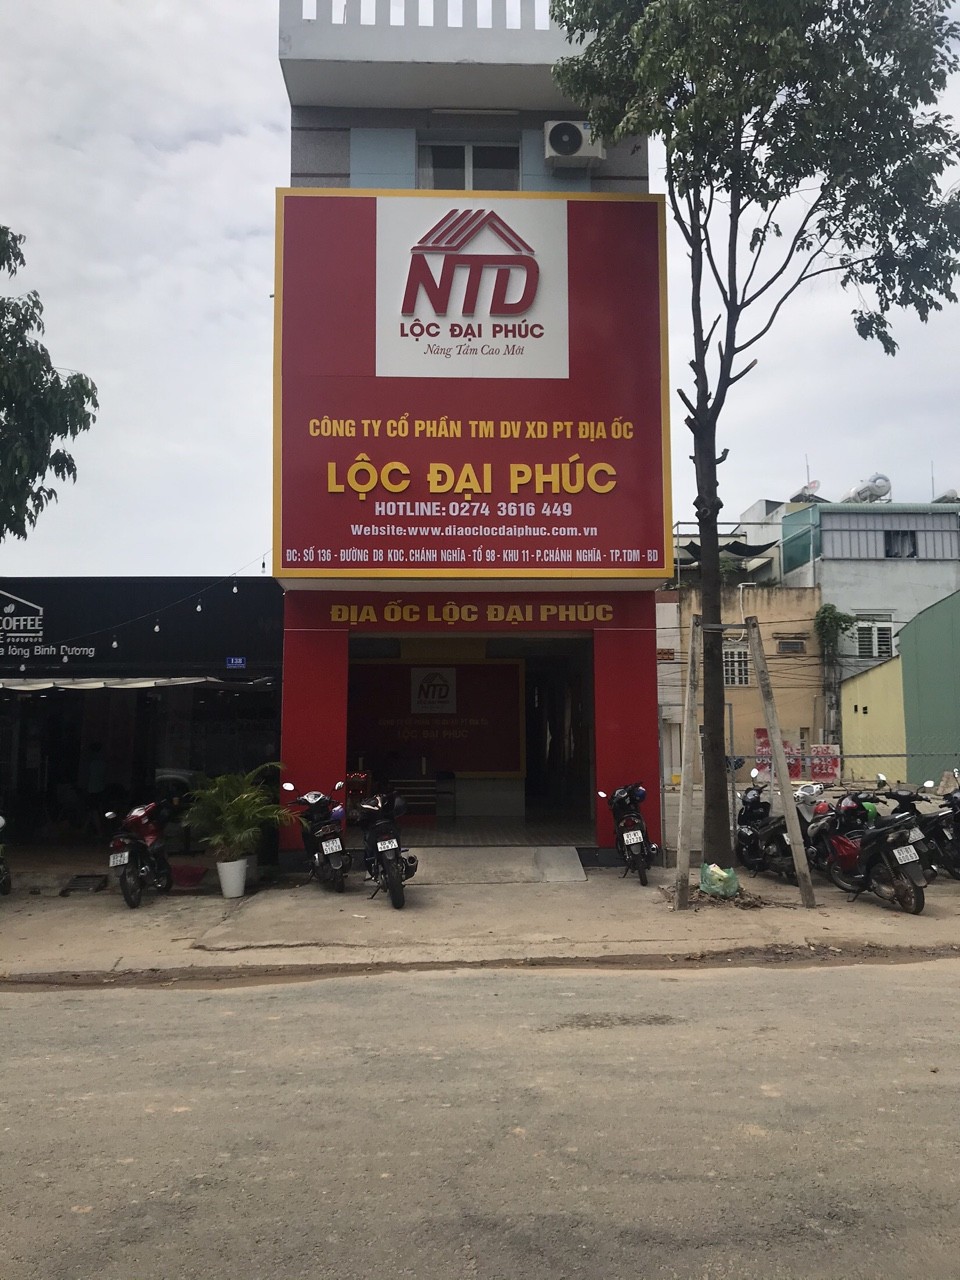 NTD
LỘC ĐẠI PHÚC
Nâng Tầm Cao Mới
CÔNG TY CỔ PHẦN TM DV XD PT ĐỊA ỐC
LỘC ĐẠI PHÚC
HOTLINE: 0274 3616 449
Website: www.diaoclocdaiphuc.com.vn
ĐC: SỐ 136 - ĐƯỜNG D8 KDC. CHÁNH NGHĨA - TỔ 98 - KHU 11 - P.CHÁNH NGHĨA - TP.TDM - BD
ĐỊA ỐC LỘC ĐẠI PHÚC
COFFEE
Bình Dương
138
NTD
LỘC ĐẠI PHÚC